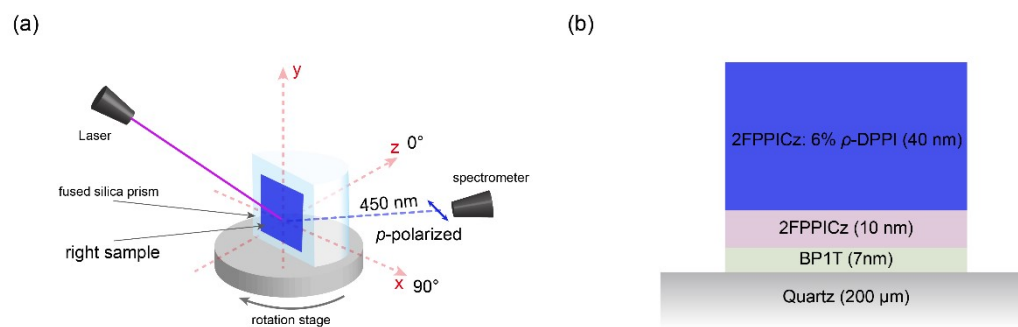 (a)
y
Laser
z
0°
fused silica prism
spectrometer
450 nm
right sample
p-polarized
x
90°
rotation stage
(b)
2FPPICz: 6% p-DPPI (40 nm)
2FPPICz (10 nm)
BP1T (7nm)
Quartz (200 µm)